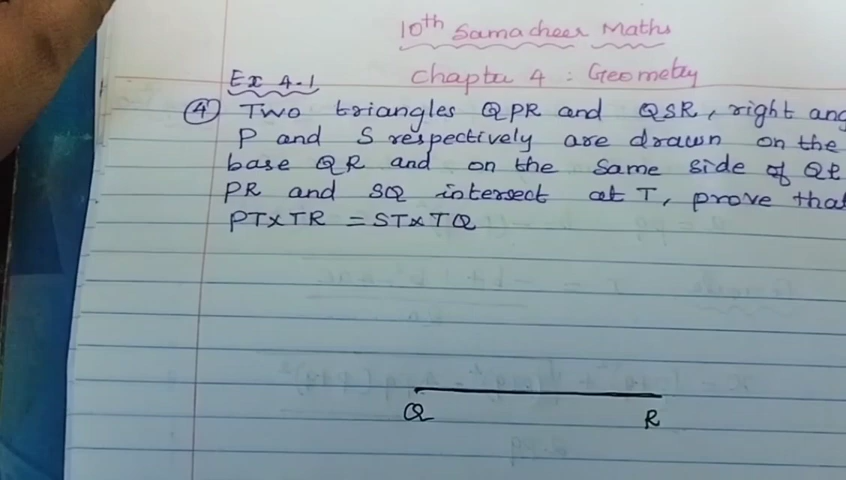 10th Samacheer Maths
Chapter 4 : Geometry
Ex 4.1
④ Two triangles QPR and QSR, right ang
P and S respectively are drawn on the
base QR and on the same side of QR
PR and SQ intersect at T, prove that
PT×TR = ST×TQ
Q R